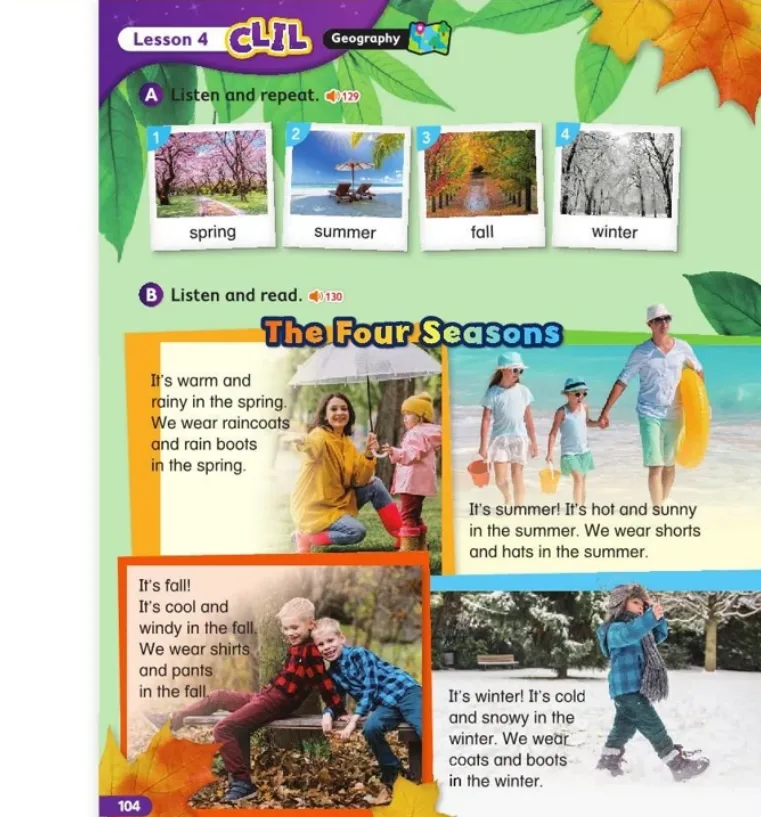 Lesson 4 CLIL Geography
A Listen and repeat. 129
1
2
3
4
spring
summer
fall
winter
B Listen and read. 130
The Four Seasons
It's warm and
rainy in the spring.
We wear raincoats
and rain boots
in the spring.
It's summer! It's hot and sunny
in the summer. We wear shorts
and hats in the summer.
It's fall!
It's cool and
windy in the fall.
We wear shirts
and pants
in the fall.
It's winter! It's cold
and snowy in the
winter. We wear
coats and boots
in the winter.
104